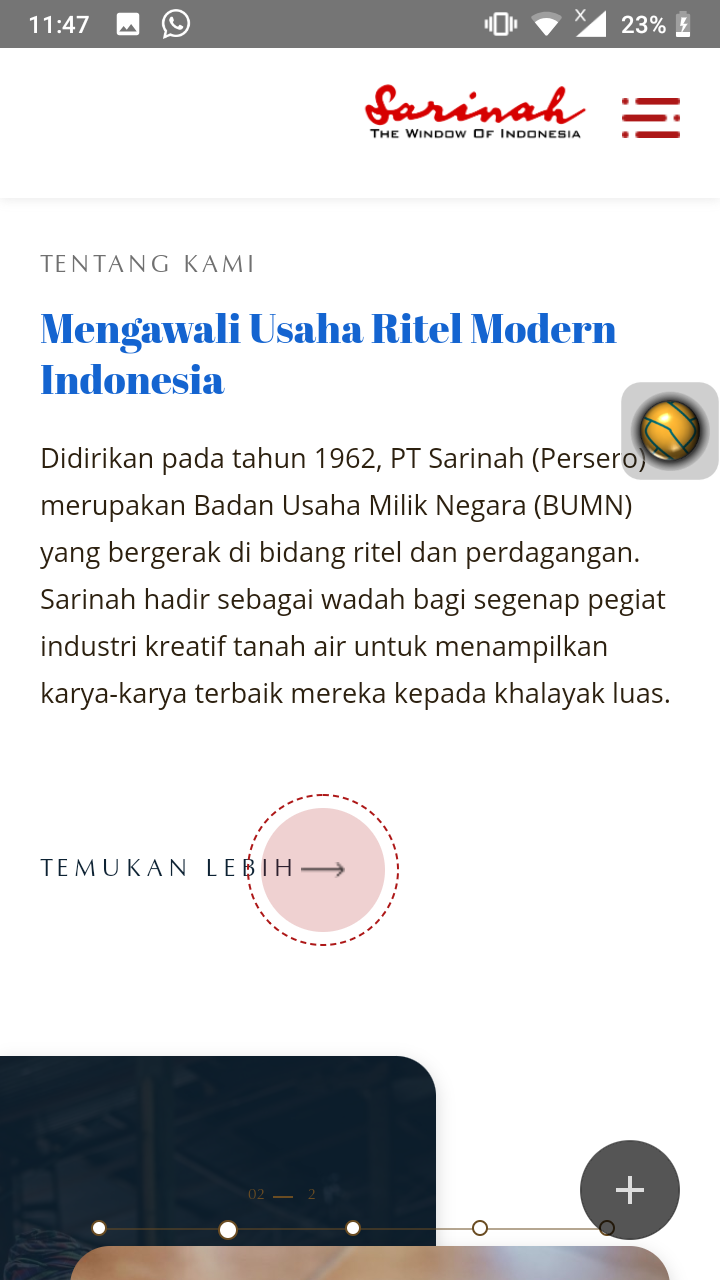 11:47
X
23%
Sarinah
THE WINDOW OF INDONESIA
TENTANG KAMI
Mengawali Usaha Ritel Modern
Indonesia
Didirikan pada tahun 1962, PT Sarinah (Persero)
merupakan Badan Usaha Milik Negara (BUMN)
yang bergerak di bidang ritel dan perdagangan.
Sarinah hadir sebagai wadah bagi segenap pegiat
industri kreatif tanah air untuk menampilkan
karya-karya terbaik mereka kepada khalayak luas.
TEMUKAN LEBIH
02 — 2